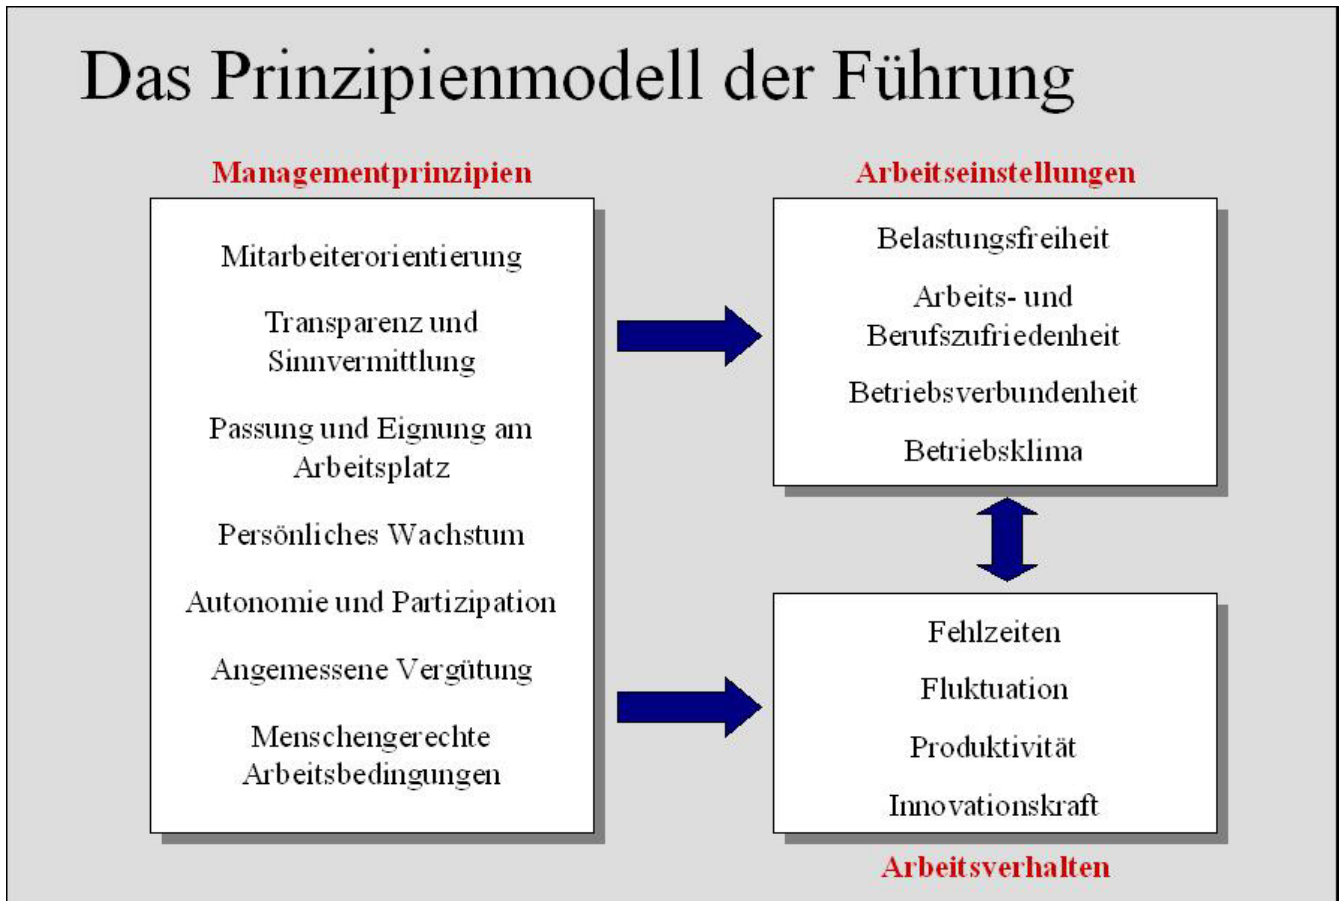 Das Prinzipienmodell der Führung
Managementprinzipien
Mitarbeiterorientierung
Transparenz und
Sinnvermittlung
Passung und Eignung am
Arbeitsplatz
Persönliches Wachstum
Autonomie und Partizipation
Angemessene Vergütung
Menschengerechte
Arbeitsbedingungen
Arbeitseinstellungen
Belastungsfreiheit
Arbeits- und
Berufszufriedenheit
Betriebsverbundenheit
Betriebsklima
Fehlzeiten
Fluktuation
Produktivität
Innovationskraft
Arbeitsverhalten